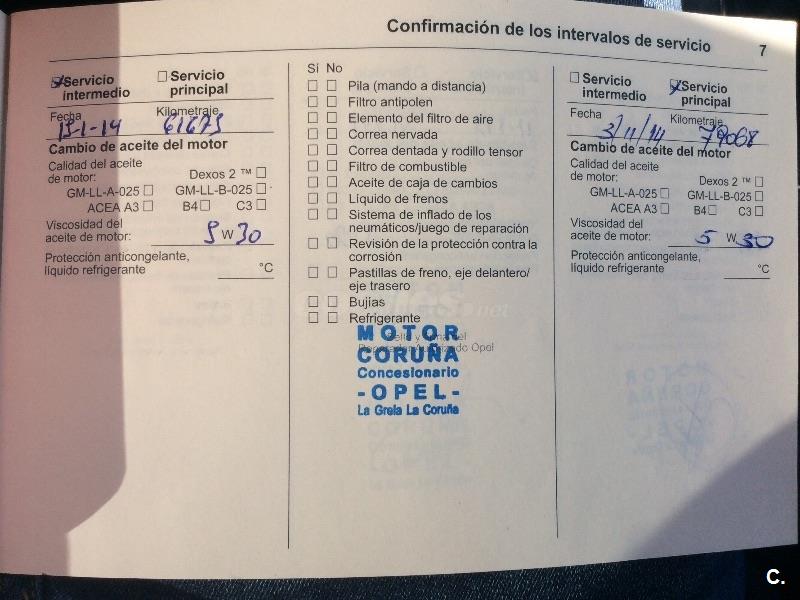 Confirmación de los intervalos de servicio 7
Servicio intermedio
Servicio principal
Fecha Kilometraje
61675
Cambio de aceite del motor
Calidad del aceite
de motor: Dexos 2 ™
GM-LL-A-025 GM-LL-B-025
ACEA A3 B4 C3
Viscosidad del
aceite de motor: 5 W 30
Protección anticongelante,
líquido refrigerante °C
Sí No
Pila (mando a distancia)
Filtro antipolen
Elemento del filtro de aire
Correa nervada
Correa dentada y rodillo tensor
Filtro de combustible
Aceite de caja de cambios
Líquido de frenos
Sistema de inflado de los
neumáticos/juego de reparación
Revisión de la protección contra la
corrosión
Pastillas de freno, eje delantero/
eje trasero
Bujías
Refrigerante
MOTOR
CORUÑA
Concesionario
-OPEL-
La Grela La Coruña
Servicio intermedio
Servicio principal
Fecha Kilometraje
3/11/14 79068
Cambio de aceite del motor
Calidad del aceite
de motor: Dexos 2 ™
GM-LL-A-025 GM-LL-B-025
ACEA A3 B4 C3
Viscosidad del
aceite de motor: 5 W 30
Protección anticongelante,
líquido refrigerante °C
C.